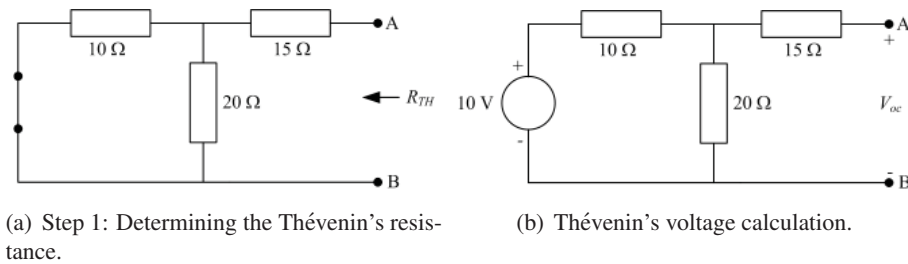 A
10 Ω
15 Ω
20 Ω
R_TH
B
(a) Step 1: Determining the Thévenin's resis-
tance.
A
+
10 Ω
15 Ω
+
10 V
20 Ω
V_oc
-
-
B
(b) Thévenin's voltage calculation.